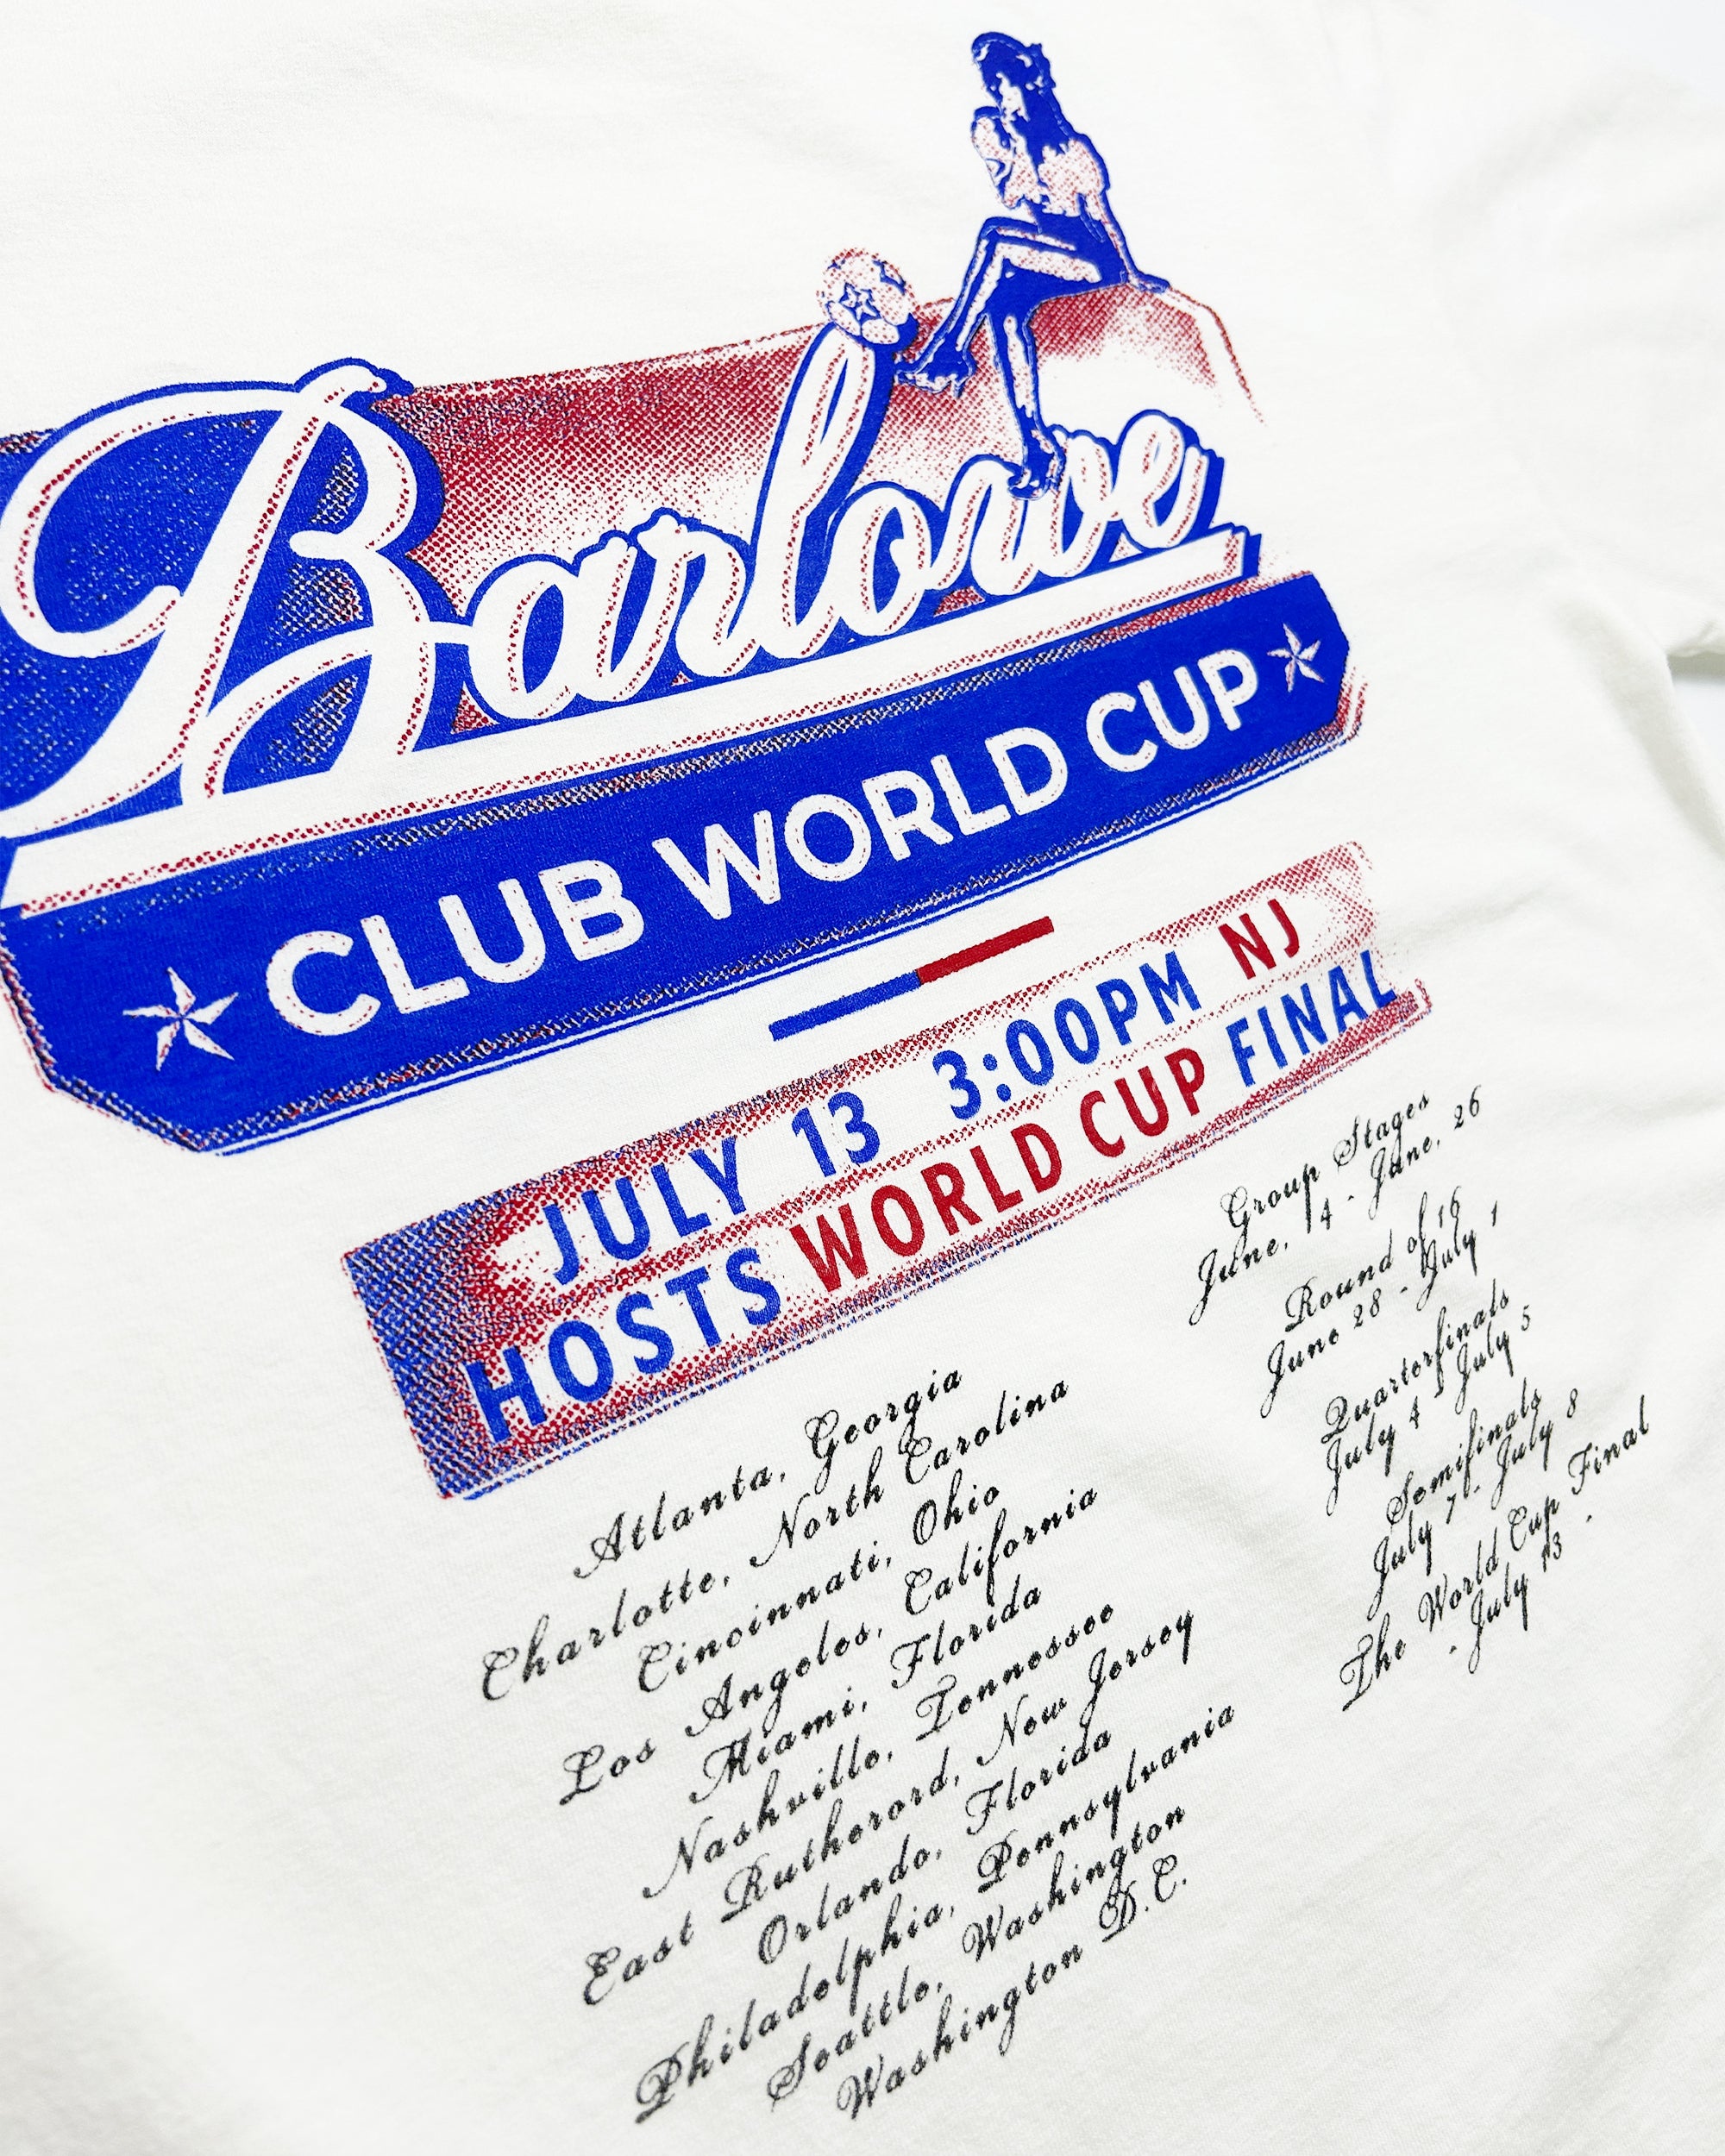 Barlowe
CLUB WORLD CUP
JULY 13 3:00PM NJ
HOSTS WORLD CUP FINAL
Atlanta, Georgia
Charlotte, North Carolina
Cincinnati, Ohio
Los Angeles, California
Miami, Florida
Nashville, Tennessee
East Rutherord, New Jersey
Orlando, Florida
Philadelphia, Pennsylvania
Seattle, Washington
Washington D.C.
Group Stages
June, 14 - June, 26
Round of 16
June 28 - July 1
Quarterfinals
July 4 - July 5
Semifinals
July 7 - July 8
The World Cup Final
- July 13 -